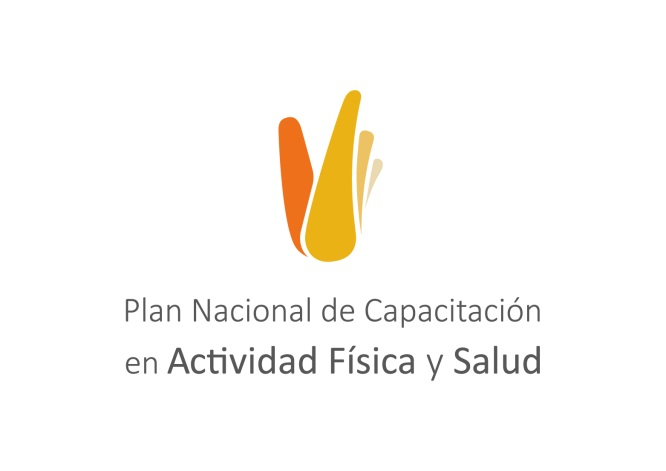 Plan Nacional de Capacitación
en Actividad Física y Salud